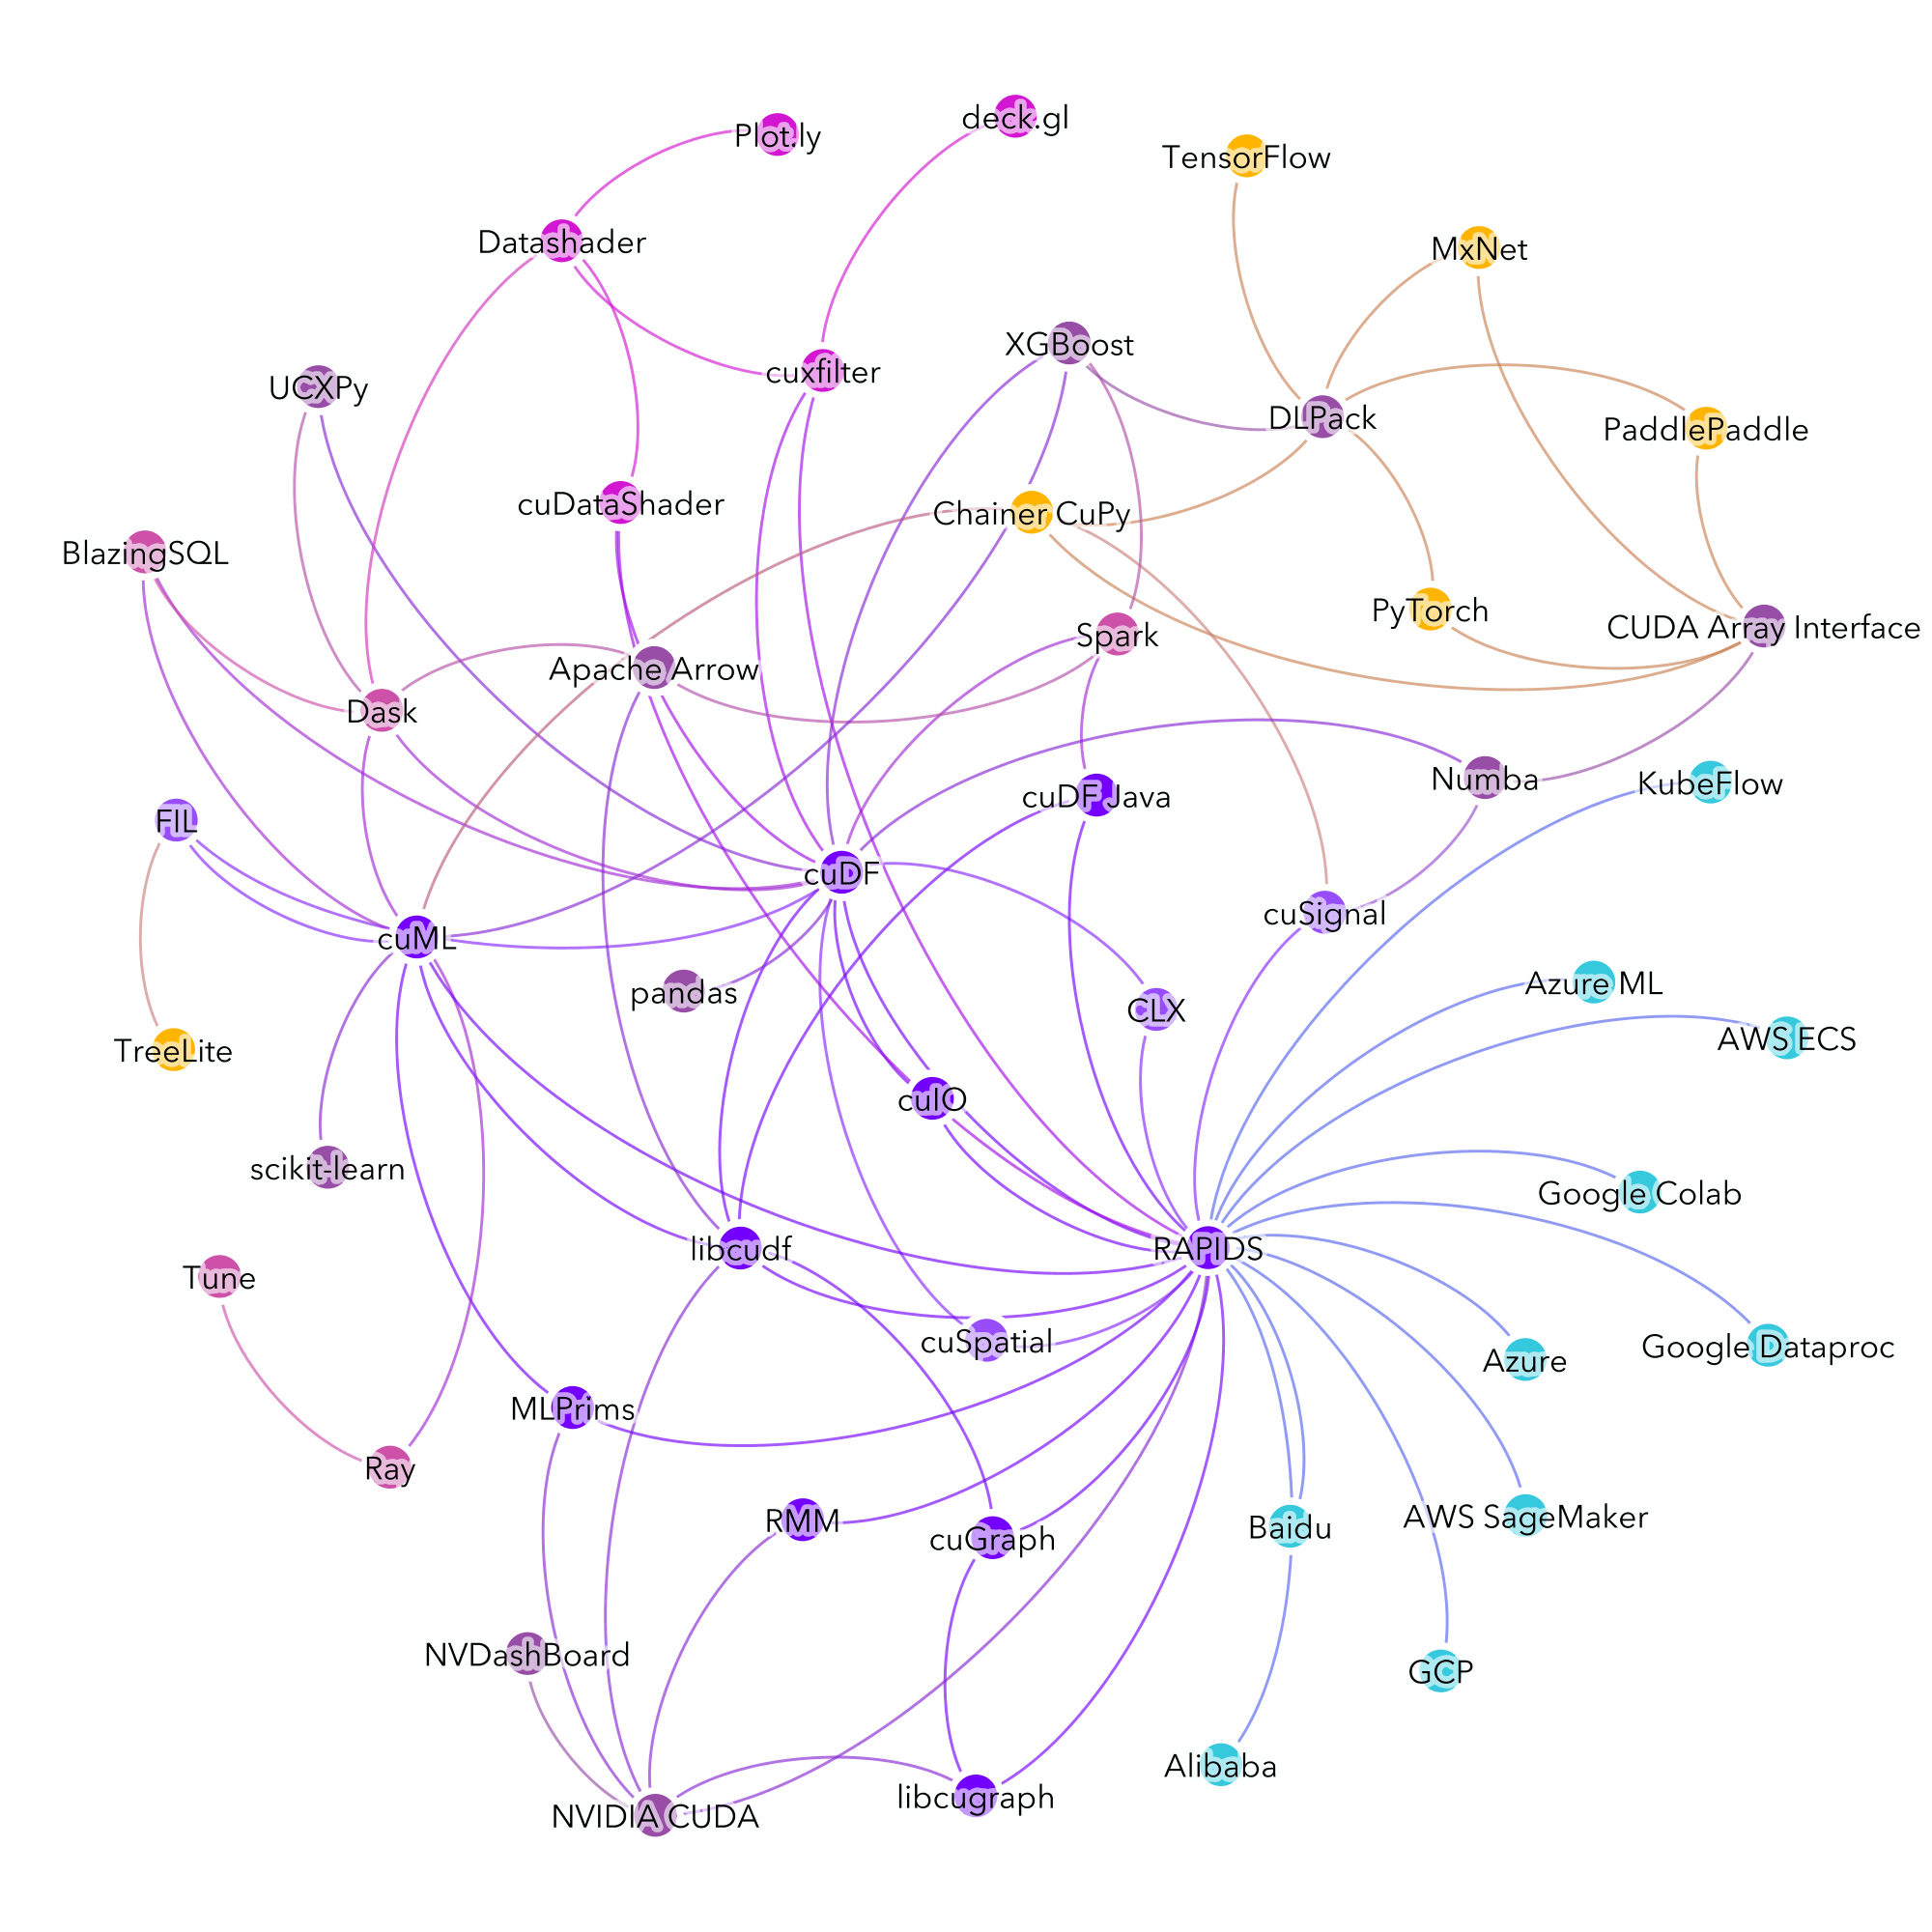 deck.gl
Plot.ly
TensorFlow
Datashader
MxNet
XGBoost
cuxfilter
UCXPy
DLPack
PaddlePaddle
cuDataShader
Chainer CuPy
BlazingSQL
PyTorch
CUDA Array Interface
Spark
Apache Arrow
Dask
Numba
KubeFlow
cuDF Java
FIL
cuDF
cuSignal
cuML
Azure ML
pandas
CLX
AWS ECS
TreeLite
cuIO
scikit-learn
Google Colab
libcudf
RAPIDS
Tune
cuSpatial
Google Dataproc
Azure
MLPrims
Ray
AWS SageMaker
RMM
Baidu
cuGraph
NVDashBoard
GCP
Alibaba
libcugraph
NVIDIA CUDA